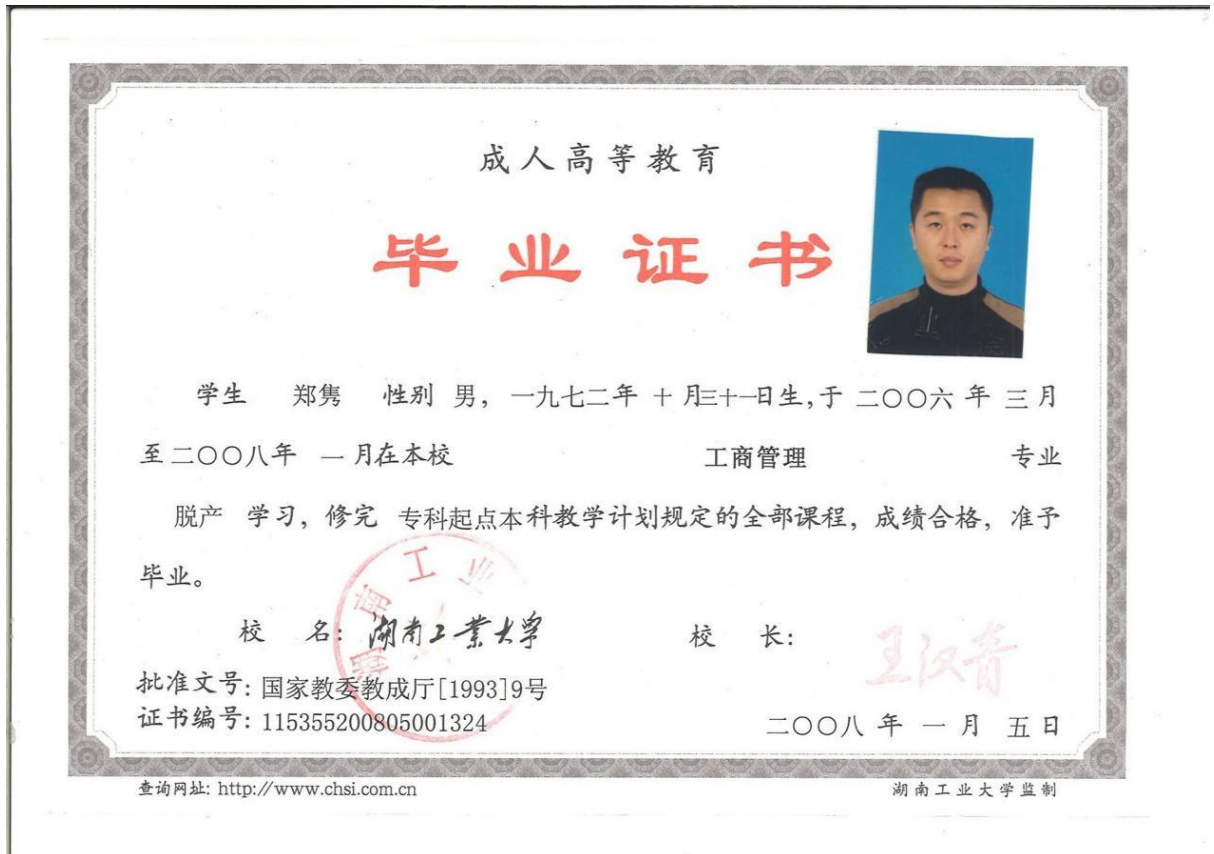 成人高等教育
毕业证书
学生 郑隽 性别 男，一九七二年 十 月三十一日生，于 二〇〇六 年 三 月
至二〇〇八年 一 月在本校 工商管理 专业
脱产 学习，修完 专科起点本科教学计划规定的全部课程，成绩合格，准予
毕业。
湖南工业
校 名：湖南工業大学 校 长：王汉青
批准文号：国家教委教成厅[1993]9号
证书编号：115355200805001324
二〇〇八 年 一 月 五 日
查询网址: http://www.chsi.com.cn 湖南工业大学监制